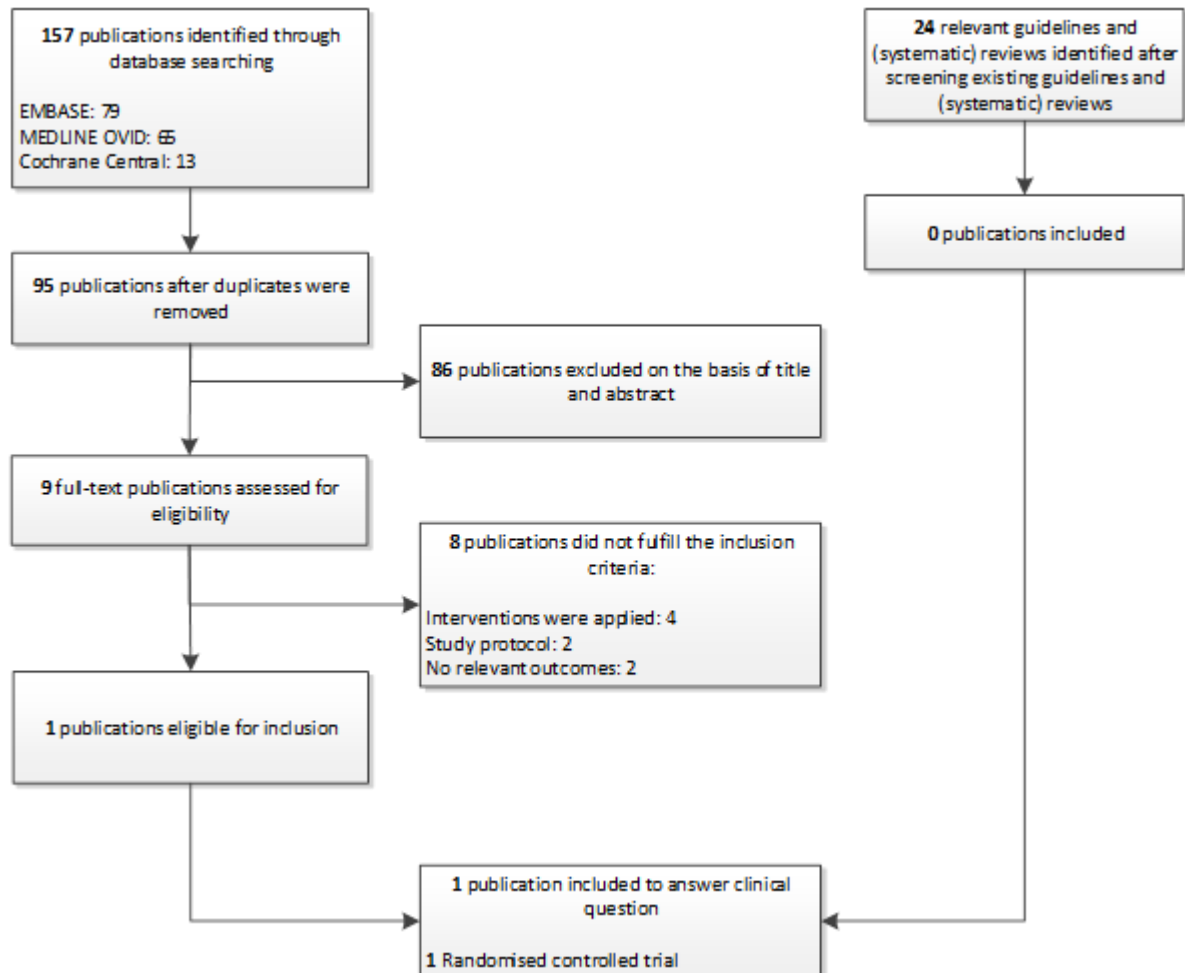 157 publications identified through
database searching
EMBASE: 79
MEDLINE OVID: 65
Cochrane Central: 13
24 relevant guidelines and
(systematic) reviews identified after
screening existing guidelines and
(systematic) reviews
0 publications included
95 publications after duplicates were
removed
86 publications excluded on the basis of title
and abstract
9 full-text publications assessed for
eligibility
8 publications did not fulfill the inclusion
criteria:
Interventions were applied: 4
Study protocol: 2
No relevant outcomes: 2
1 publications eligible for inclusion
1 publication included to answer clinical
question
1 Randomised controlled trial